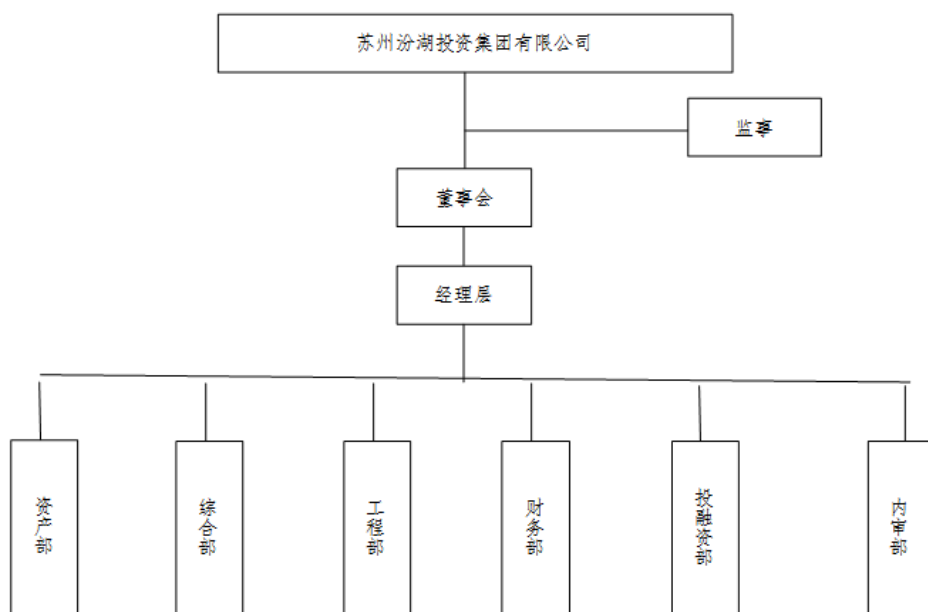 苏州汾湖投资集团有限公司
监事
董事会
经理层
资产部
综合部
工程部
财务部
投融资部
内审部